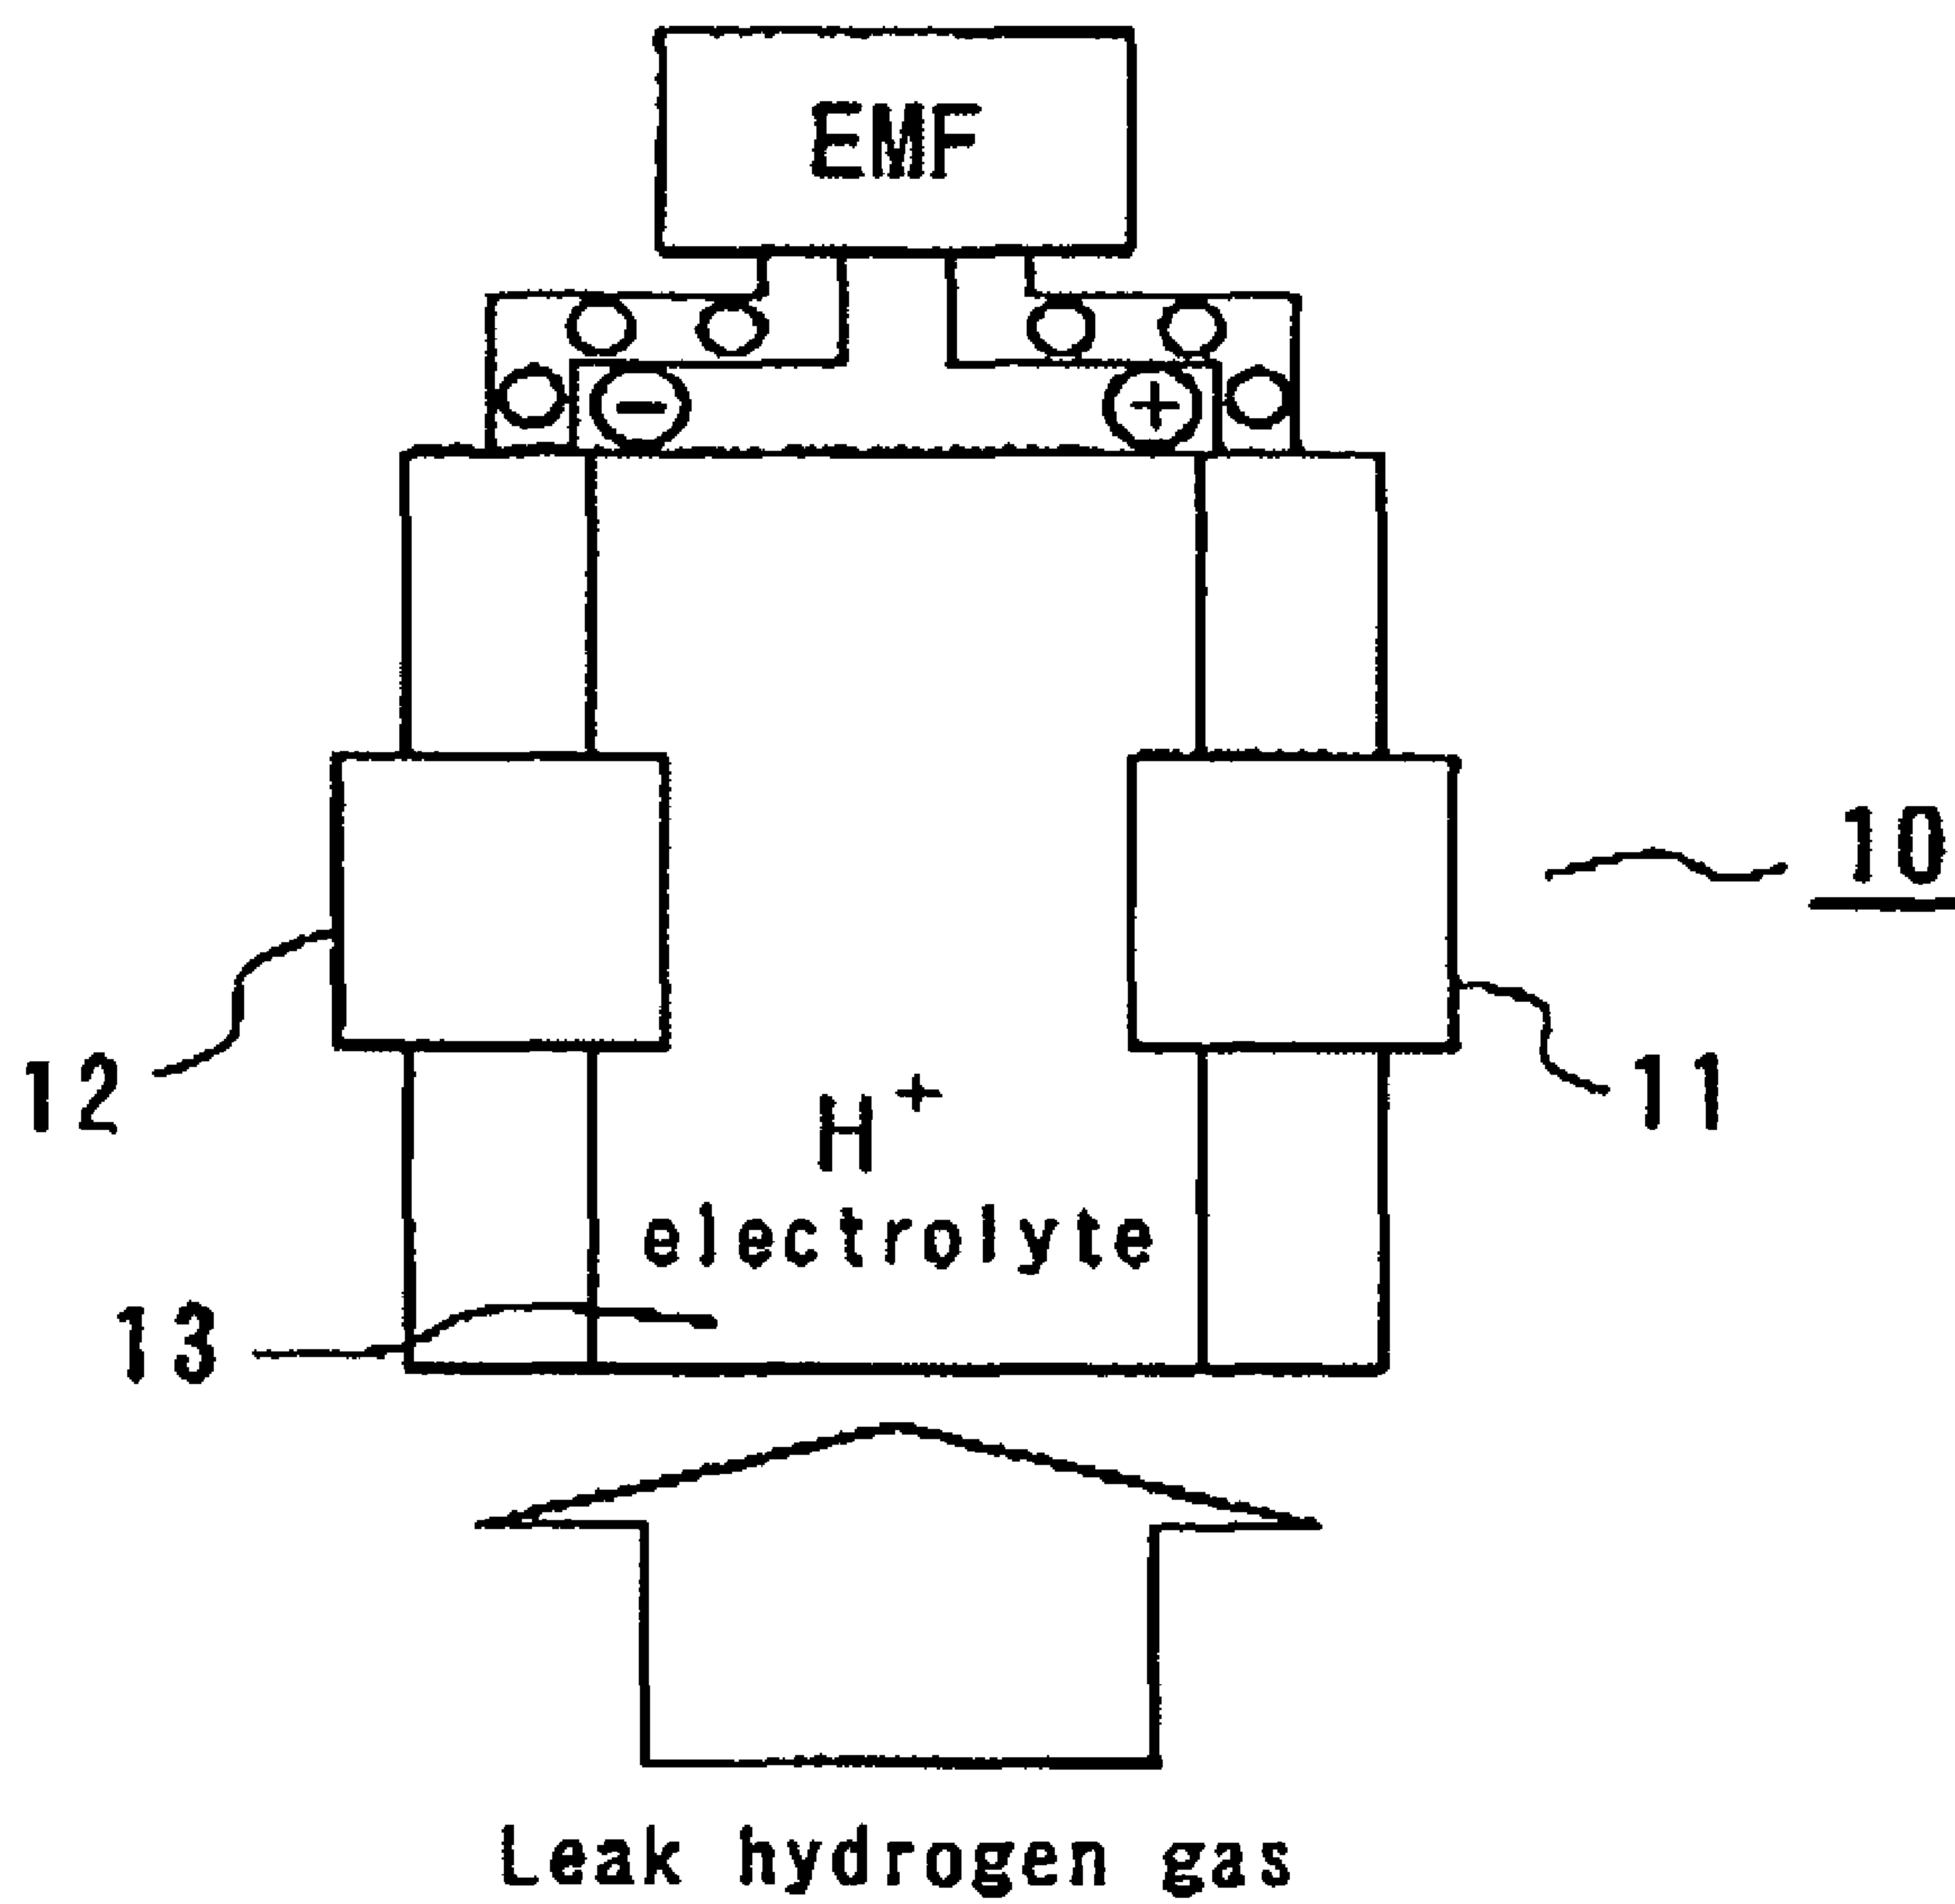 EMF
− +
10
12
11
H⁺
electrolyte
13
Leak hydrogen gas